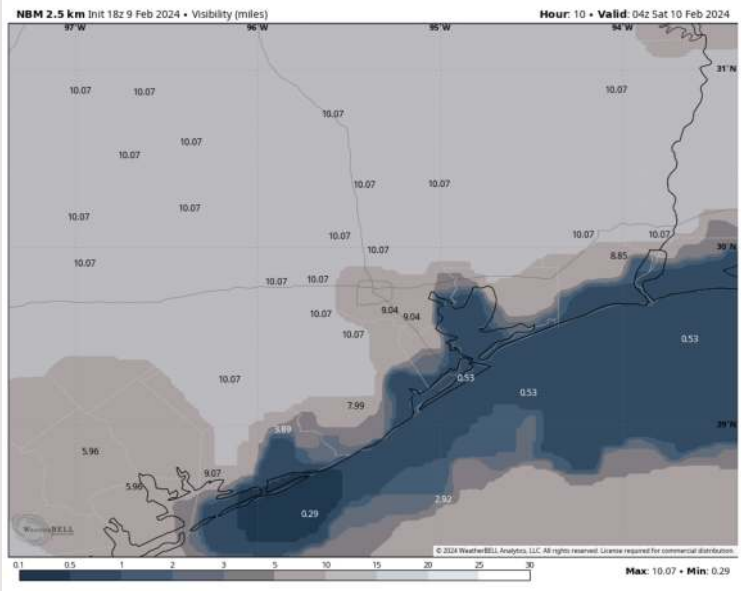 NBM 2.5 km Init 18z 9 Feb 2024 • Visibility (miles) Hour: 10 • Valid: 04z Sat 10 Feb 2024
97°W 96°W 95°W 94°W
31°N
10.07 10.07 10.07
10.07
10.07
10.07
10.07 10.07
10.07
10.07
10.07 10.07 10.07
30°N
10.07
8.85
10.07
10.07 10.07
9.04
10.07 9.04
10.07
0.53
10.07 0.53
0.53
7.99
3.89 29°N
5.96
9.07
5.96
2.92
0.29
WeatherBELL
© 2024 WeatherBELL Analytics, LLC. All rights reserved. License required for commercial distribution.
0.1 0.5 1 2 3 5 10 15 20 25 30
Max: 10.07 • Min: 0.29